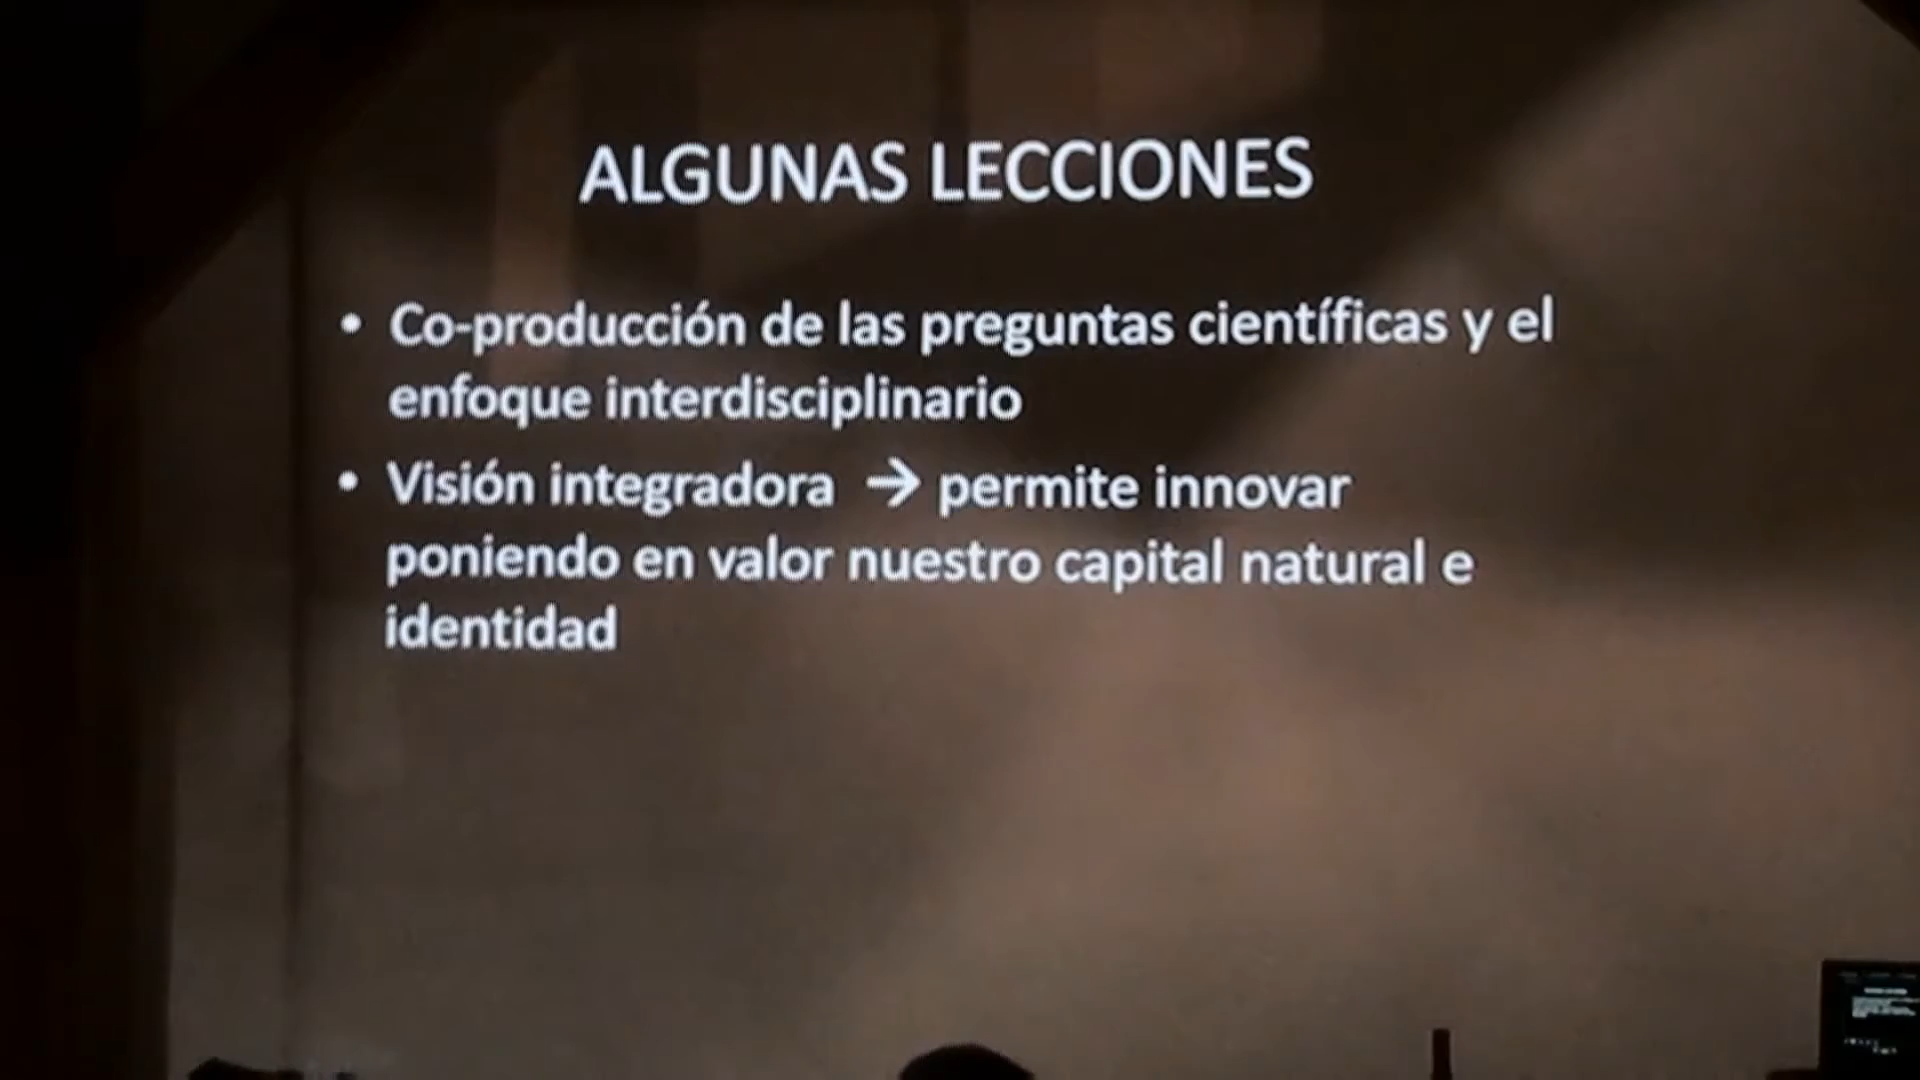 ALGUNAS LECCIONES
• Co-producción de las preguntas científicas y el
enfoque interdisciplinario
• Visión integradora → permite innovar
poniendo en valor nuestro capital natural e
identidad